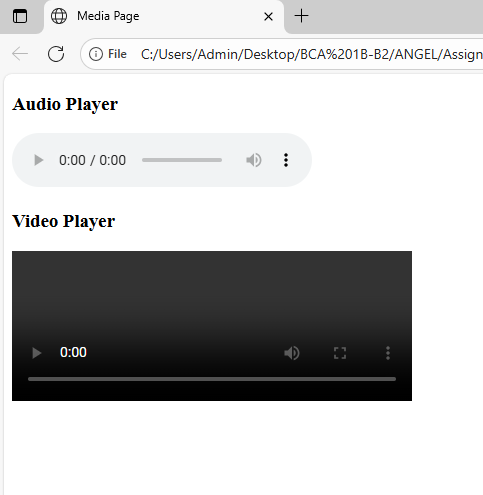 Media Page
File
C:/Users/Admin/Desktop/BCA%201B-B2/ANGEL/Assign
Audio Player
0:00 / 0:00
Video Player
0:00